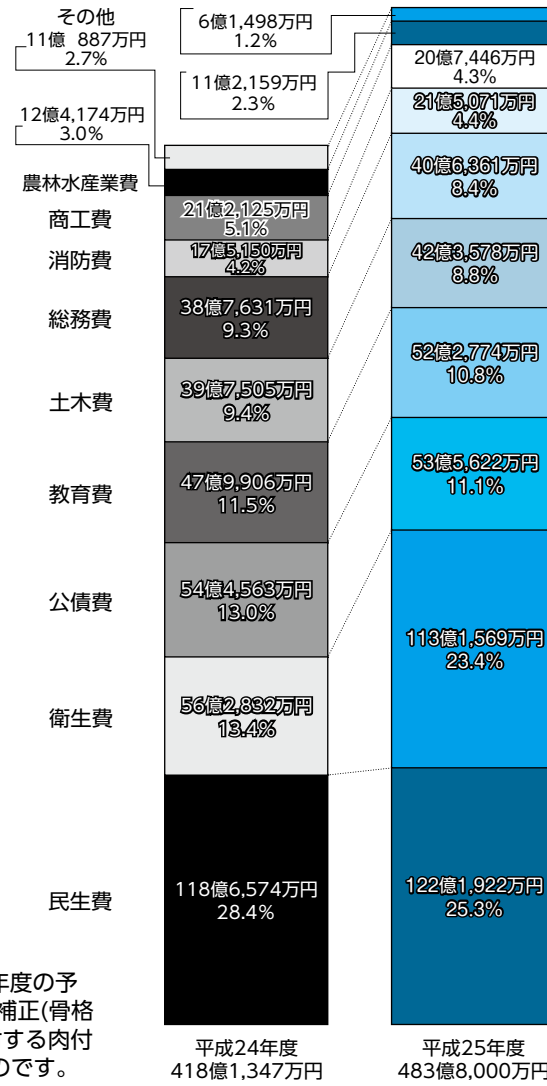 その他
11億 887万円
2.7%
12億4,174万円
3.0%
農林水産業費
商工費
消防費
総務費
土木費
教育費
公債費
衛生費
民生費
21億2,125万円
5.1%
17億5,150万円
4.2%
38億7,631万円
9.3%
39億7,505万円
9.4%
47億9,906万円
11.5%
54億4,563万円
13.0%
56億2,832万円
13.4%
118億6,574万円
28.4%
平成24年度
418億1,347万円
6億1,498万円
1.2%
11億2,159万円
2.3%
20億7,446万円
4.3%
21億5,071万円
4.4%
40億6,361万円
8.4%
42億3,578万円
8.8%
52億2,774万円
10.8%
53億5,622万円
11.1%
113億1,569万円
23.4%
122億1,922万円
25.3%
平成25年度
483億8,000万円
年度の予
補正(骨格
する肉付
のです。